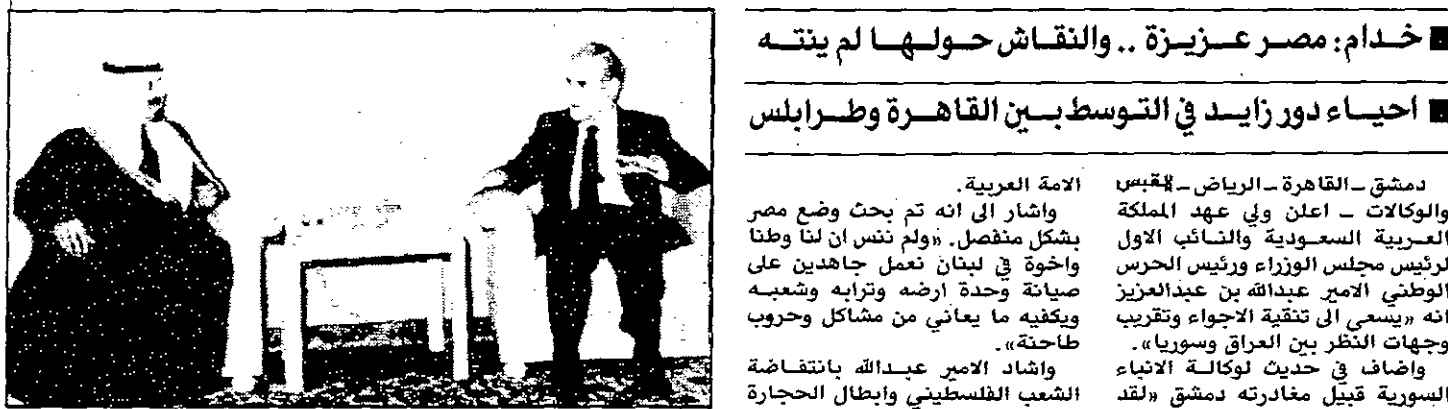 ■ خدام: مصر عزيزة .. والنقاش حولها لم ينته
■ احياء دور زايد في التوسط بين القاهرة وطرابلس
دمشق - القاهرة - الرياض - القبس
والوكالات - اعلن ولي عهد المملكة
العربية السعودية والنائب الاول
لرئيس مجلس الوزراء ورئيس الحرس
الوطني الامير عبدالله بن عبدالعزيز
انه «يسعى الى تنقية الاجواء وتقريب
وجهات النظر بين العراق وسوريا».
واضاف في حديث لوكالة الانباء
السورية قبيل مغادرته دمشق «لقد
الامة العربية.
واشار الى انه تم بحث وضع مصر
بشكل منفصل. «ولم ننس ان لنا وطنا
واخوة في لبنان نعمل جاهدين على
صيانة وحدة ارضه وترابه وشعبه
ويكفيه ما يعاني من مشاكل وحروب
طاحنة».
واشاد الامير عبدالله بانتفاضة
الشعب الفلسطيني وابطال الحجارة